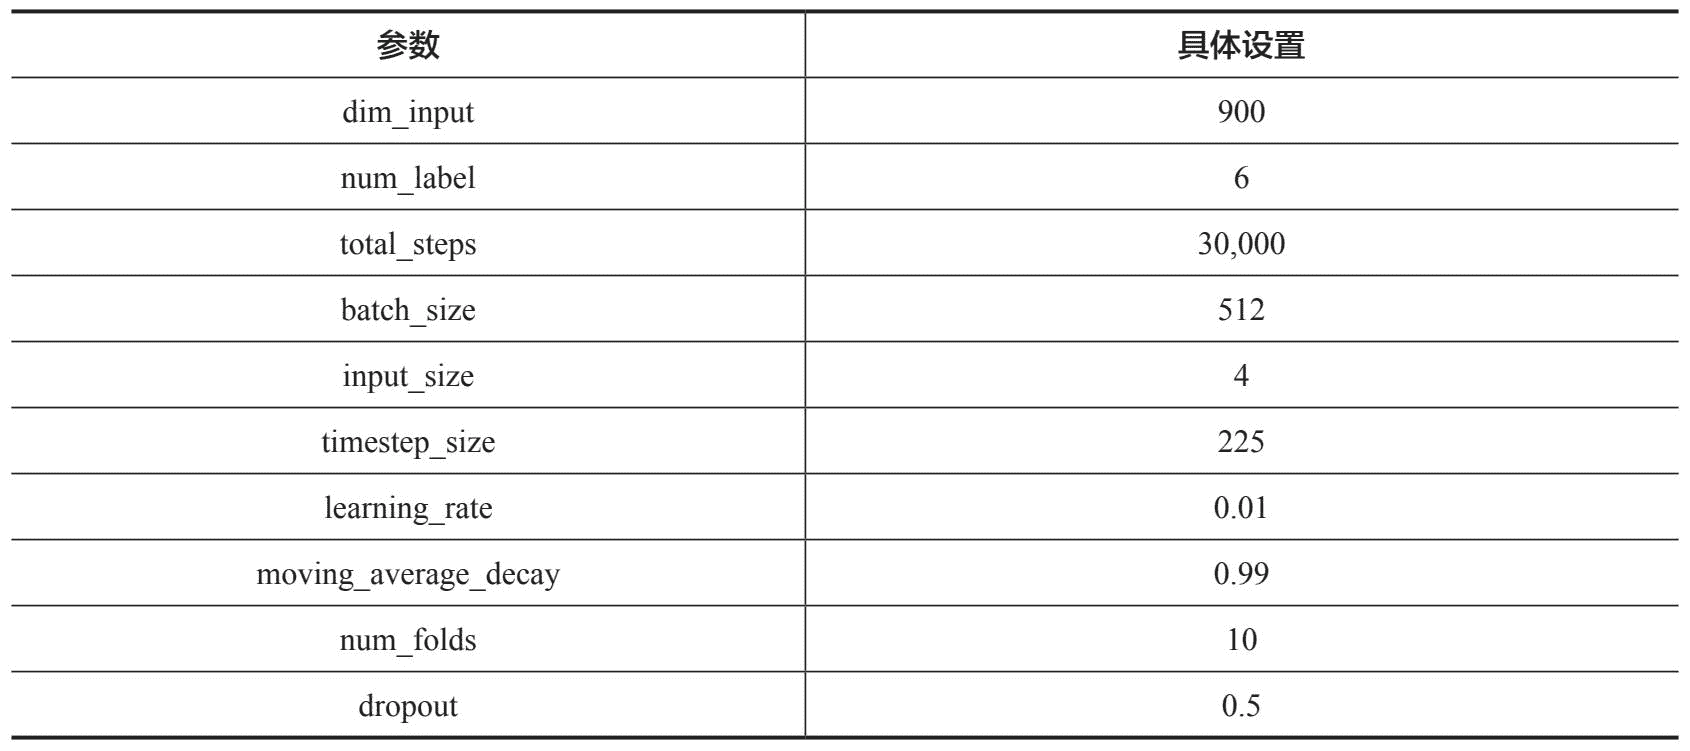 参数 具体设置
dim_input 900
num_label 6
total_steps 30,000
batch_size 512
input_size 4
timestep_size 225
learning_rate 0.01
moving_average_decay 0.99
num_folds 10
dropout 0.5